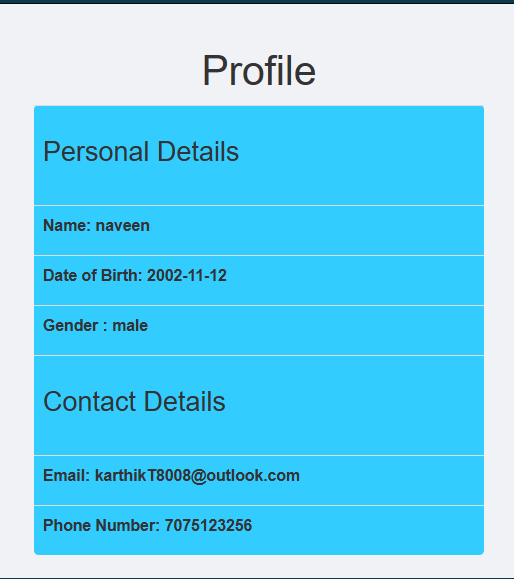 Profile
Personal Details
Name: naveen
Date of Birth: 2002-11-12
Gender : male
Contact Details
Email: karthikT8008@outlook.com
Phone Number: 7075123256